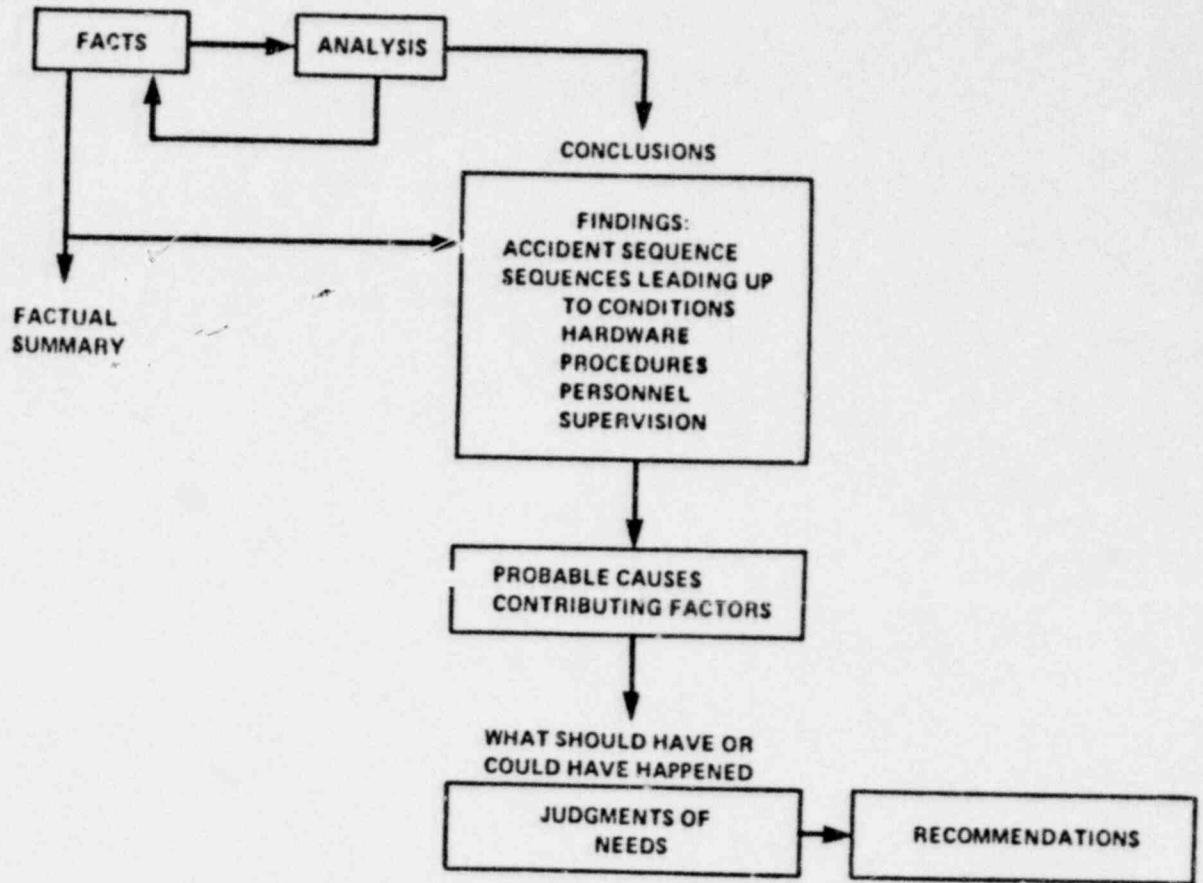 FACTS
ANALYSIS
CONCLUSIONS
FINDINGS:
ACCIDENT SEQUENCE
SEQUENCES LEADING UP
TO CONDITIONS
HARDWARE
PROCEDURES
PERSONNEL
SUPERVISION
FACTUAL
SUMMARY
PROBABLE CAUSES
CONTRIBUTING FACTORS
WHAT SHOULD HAVE OR
COULD HAVE HAPPENED
JUDGMENTS OF
NEEDS
RECOMMENDATIONS